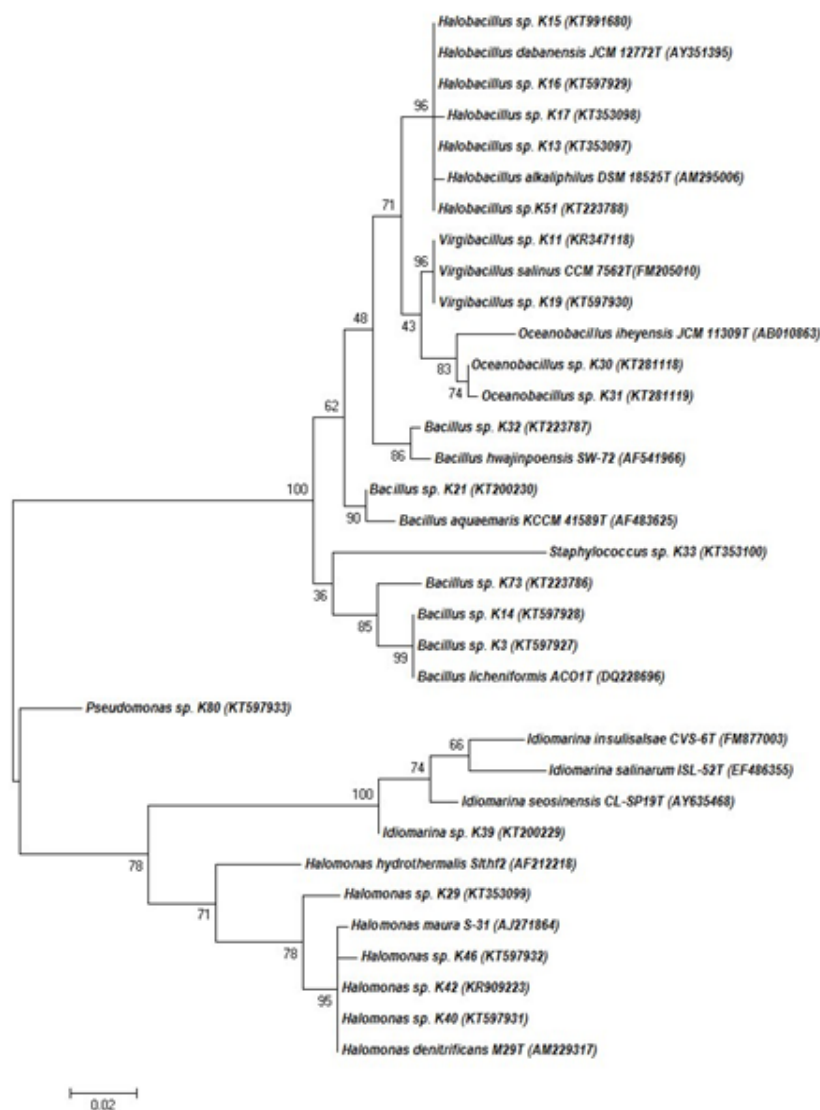 Halobacillus sp. K15 (KT991680)
Halobacillus dabanensis JCM 12772T (AY351395)
Halobacillus sp. K16 (KT597929)
96
Halobacillus sp. K17 (KT353098)
Halobacillus sp. K13 (KT353097)
Halobacillus alkaliphilus DSM 18525T (AM295006)
71
Halobacillus sp.K51 (KT223788)
Virgibacillus sp. K11 (KR347118)
96
Virgibacillus salinus CCM 7562T(FM205010)
Virgibacillus sp. K19 (KT597930)
48
43
Oceanobacillus iheyensis JCM 11309T (AB010863)
83
Oceanobacillus sp. K30 (KT281118)
74
Oceanobacillus sp. K31 (KT281119)
62
Bacillus sp. K32 (KT223787)
86
Bacillus hwajinpoensis SW-72 (AF541966)
100
Bacillus sp. K21 (KT200230)
90
Bacillus aquaemaris KCCM 41589T (AF483625)
Staphylococcus sp. K33 (KT353100)
36
Bacillus sp. K73 (KT223786)
85
Bacillus sp. K14 (KT597928)
Bacillus sp. K3 (KT597927)
99
Bacillus licheniformis ACO1T (DQ228696)
Pseudomonas sp. K80 (KT597933)
66
Idiomarina insulisalsae CVS-6T (FM877003)
74
Idiomarina salinarum ISL-52T (EF486355)
100
Idiomarina seosinensis CL-SP19T (AY635468)
Idiomarina sp. K39 (KT200229)
78
Halomonas hydrothermalis Slthf2 (AF212218)
71
Halomonas sp. K29 (KT353099)
Halomonas maura S-31 (AJ271864)
78
Halomonas sp. K46 (KT597932)
Halomonas sp. K42 (KR909223)
95
Halomonas sp. K40 (KT597931)
Halomonas denitrificans M29T (AM229317)
0.02